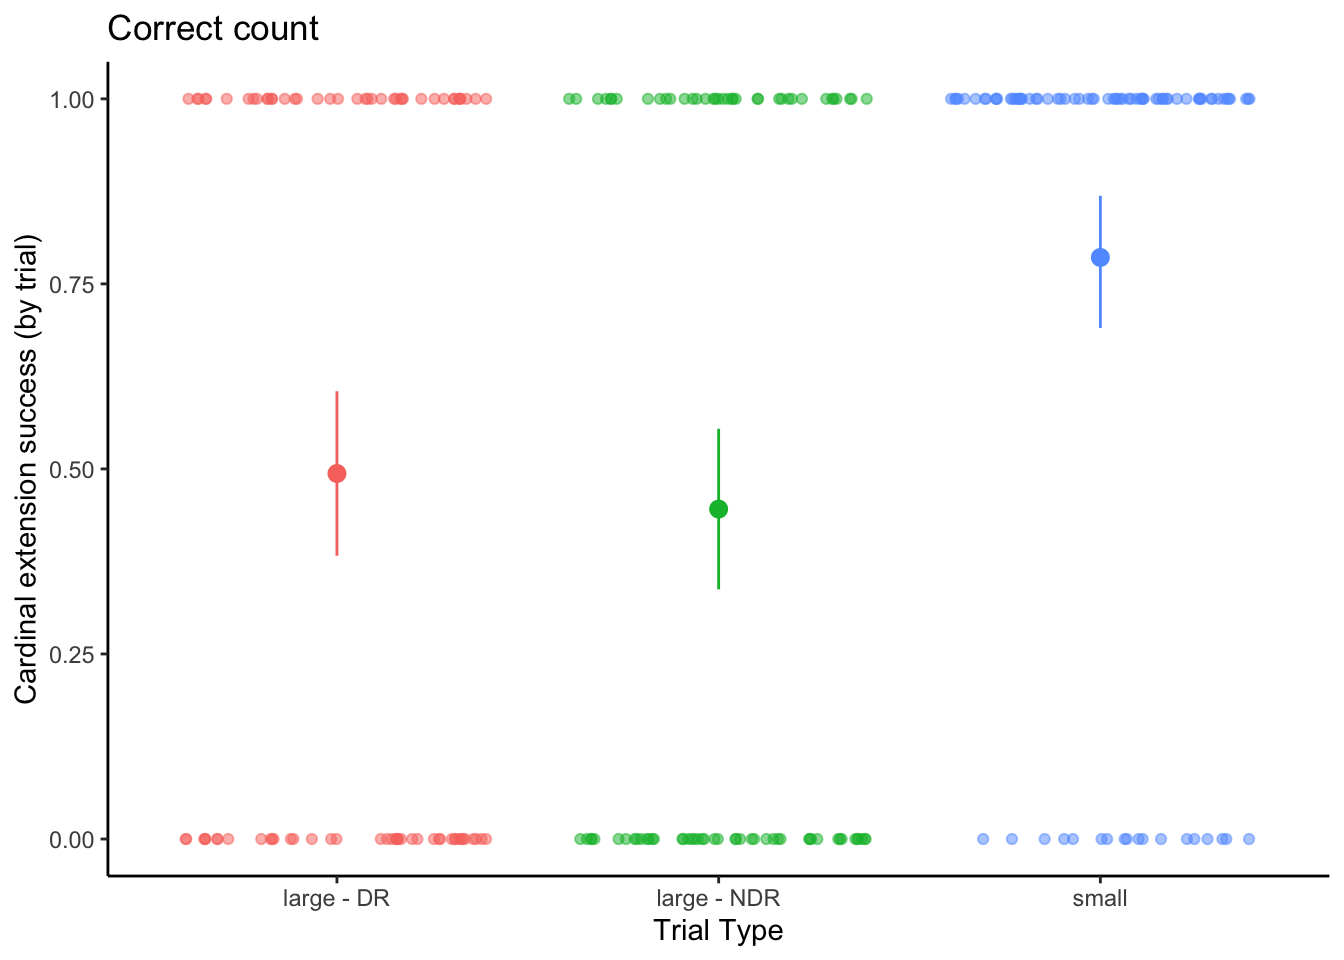 Correct count
Cardinal extension success (by trial)
1.00
0.75
0.50
0.25
0.00
large - DR
large - NDR
small
Trial Type